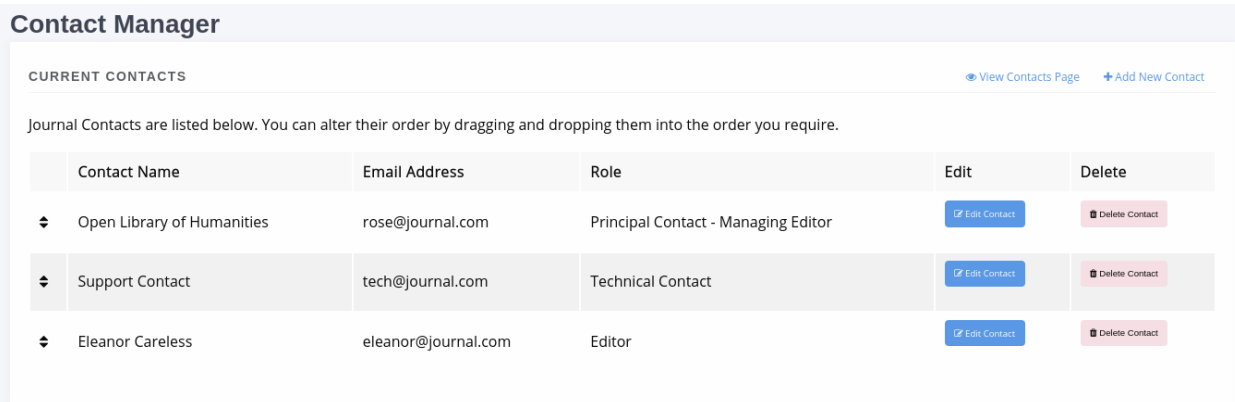 Contact Manager
CURRENT CONTACTS View Contacts Page Add New Contact
Journal Contacts are listed below. You can alter their order by dragging and dropping them into the order you require.
Contact Name Email Address Role Edit Delete
Open Library of Humanities rose@journal.com Principal Contact - Managing Editor Edit Contact Delete Contact
Support Contact tech@journal.com Technical Contact Edit Contact Delete Contact
Eleanor Careless eleanor@journal.com Editor Edit Contact Delete Contact